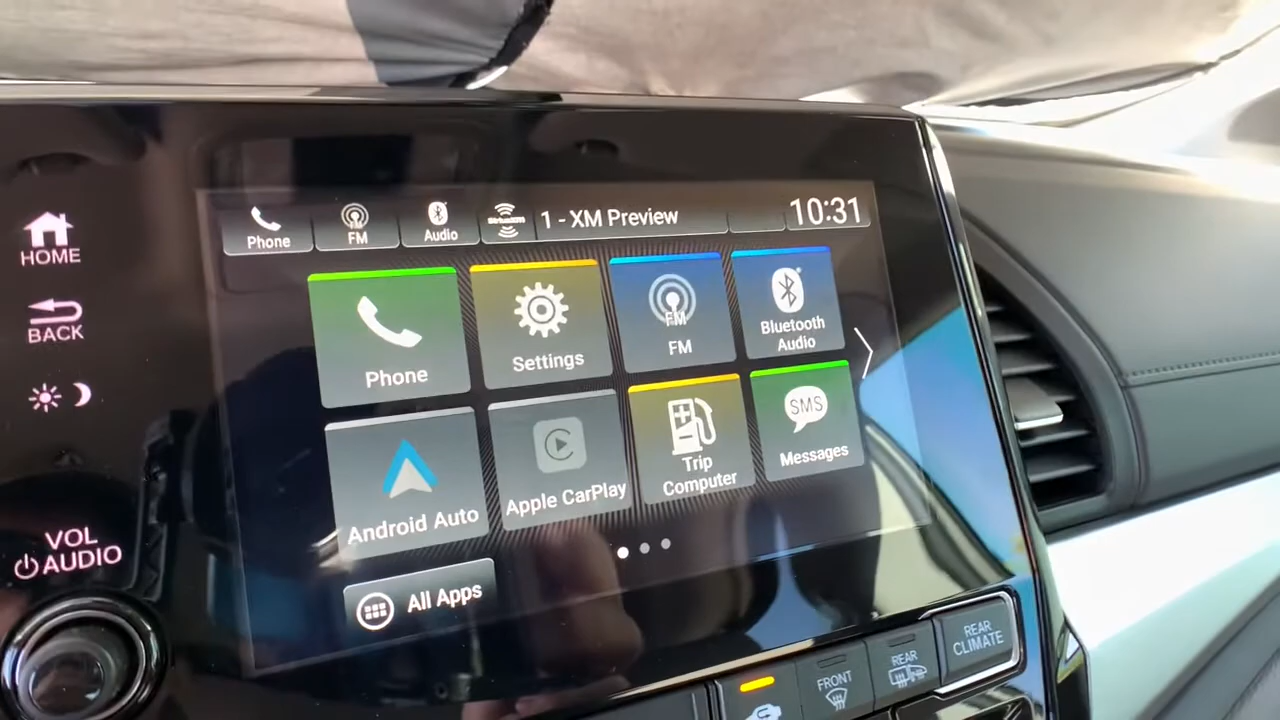 HOME
BACK
VOL
AUDIO
Phone
FM
Audio
SiriusXM
1 - XM Preview
10:31
Phone
Settings
FM
FM
Bluetooth
Audio
Android Auto
Apple CarPlay
Trip
Computer
SMS
Messages
All Apps
FRONT
REAR
REAR
CLIMATE